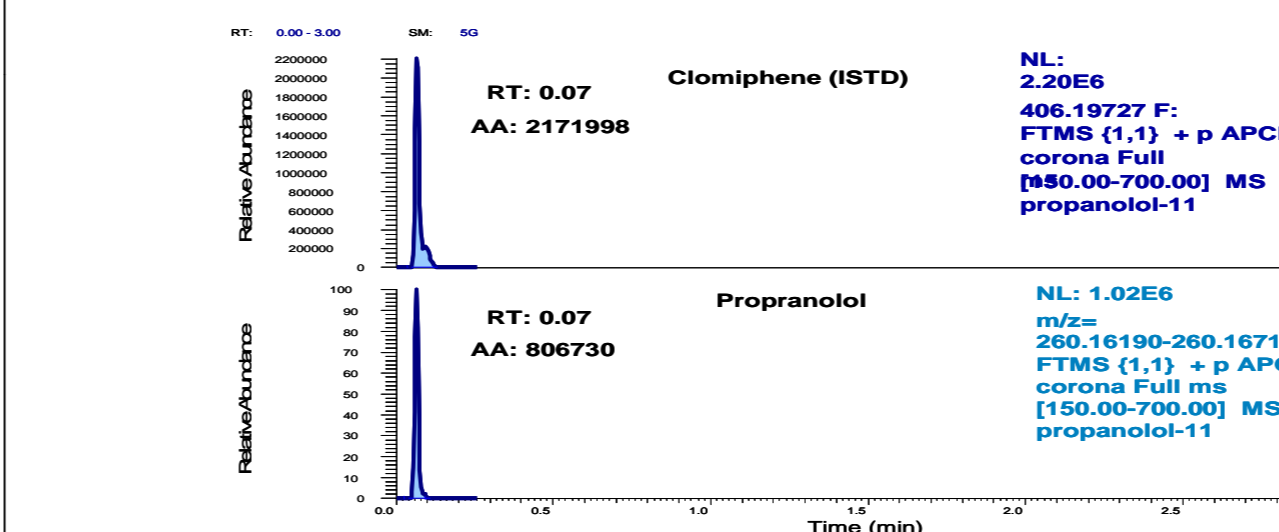 RT: 0.00 - 3.00 SM: 5G
Relative Abundance
2200000
2000000
1800000
1600000
1400000
1200000
1000000
800000
600000
400000
200000
0
RT: 0.07
AA: 2171998
Clomiphene (ISTD)
NL:
2.20E6
406.19727 F:
FTMS {1,1} + p APCI
corona Full
ms
[150.00-700.00] MS
propanolol-11
Relative Abundance
100
90
80
70
60
50
40
30
20
10
0
RT: 0.07
AA: 806730
Propranolol
NL: 1.02E6
m/z=
260.16190-260.1671
FTMS {1,1} + p AP
corona Full ms
[150.00-700.00] MS
propanolol-11
0.0 0.5 1.0 1.5 2.0 2.5
Time (min)